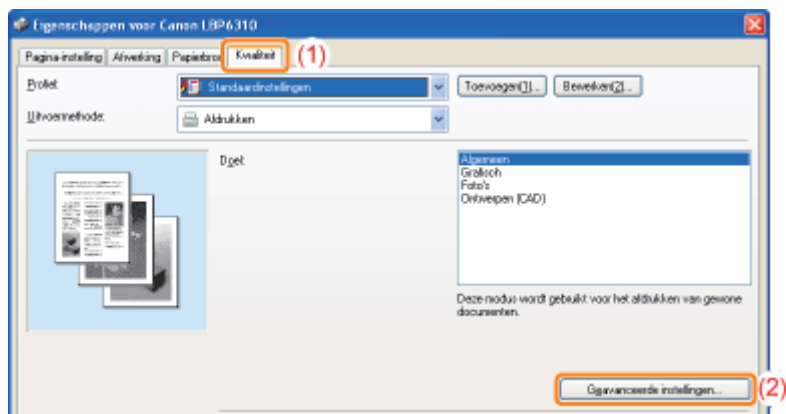 Eigenschappen voor Canon LBP6310
Pagina-instelling Afwerking Papierbron Kwaliteit (1)
Profiel: Standaardinstellingen Toevoegen[1]... Bewerken[2]...
Uitvoermethode: Afdrukken
Doel: Algemeen
Grafisch
Foto's
Ontwerpen [CAD]
Deze modus wordt gebruikt voor het afdrukken van gewone
documenten.
Geavanceerde instellingen... (2)